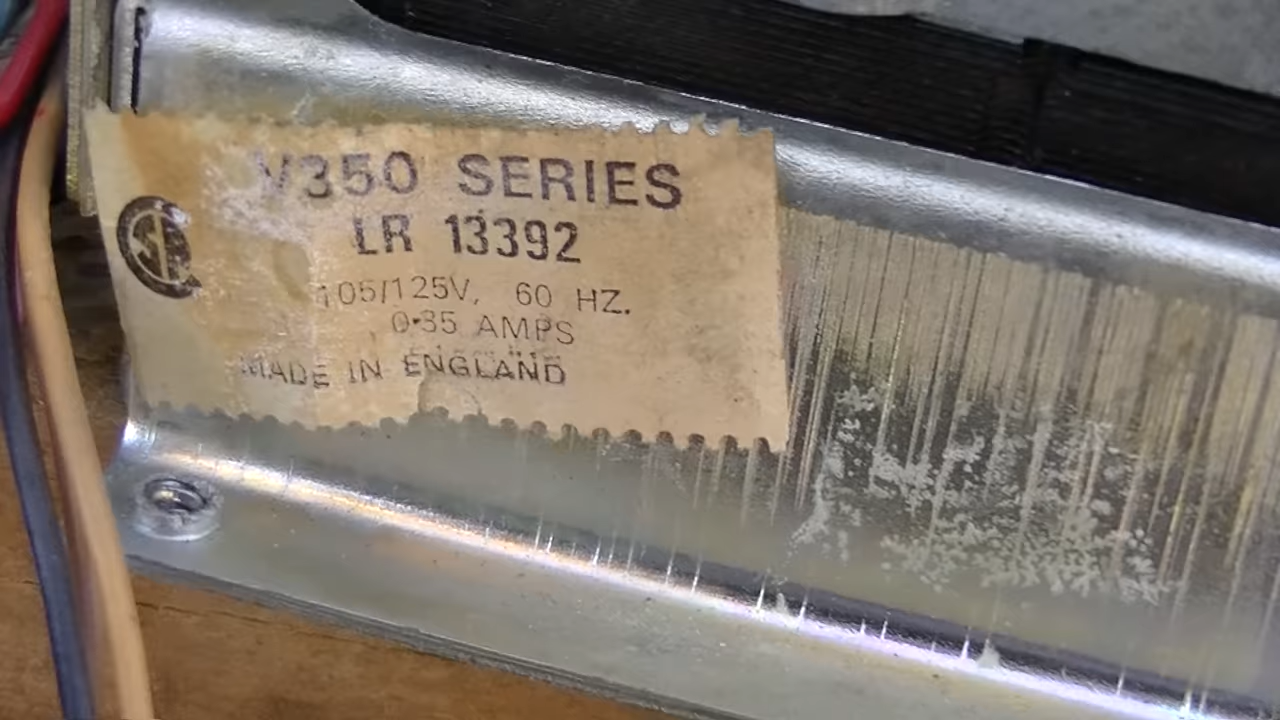 V350 SERIES
LR 13392
105/125V, 60 HZ.
0·35 AMPS
MADE IN ENGLAND